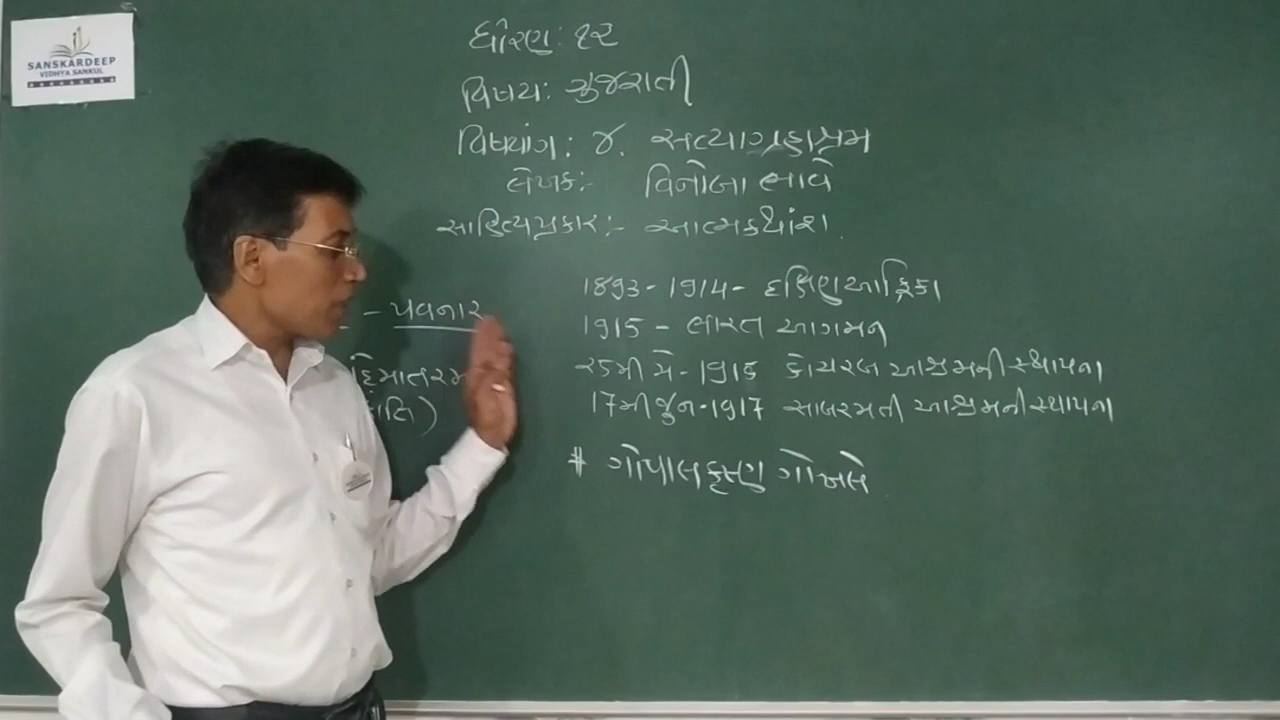 SANSKARDEEP
VIDHYA SANKUL
ધોરણ: ૧૨
વિષય: ગુજરાતી
વિષયાંગ: ૪. સત્યાગ્રહાશ્રમ
લેખક:- વિનોબા ભાવે
સાહિત્યપ્રકાર:- આત્મકથાંશ.
- પવનાર
1893 - 1914 - દક્ષિણ આફ્રિકા
1915 - ભારત આગમન
૨૫મી મે - 1915 કોચરબ આશ્રમની સ્થાપના
17મી જુન - 1917 સાબરમતી આશ્રમની સ્થાપના
# ગોપાલકૃષ્ણ ગોખલે